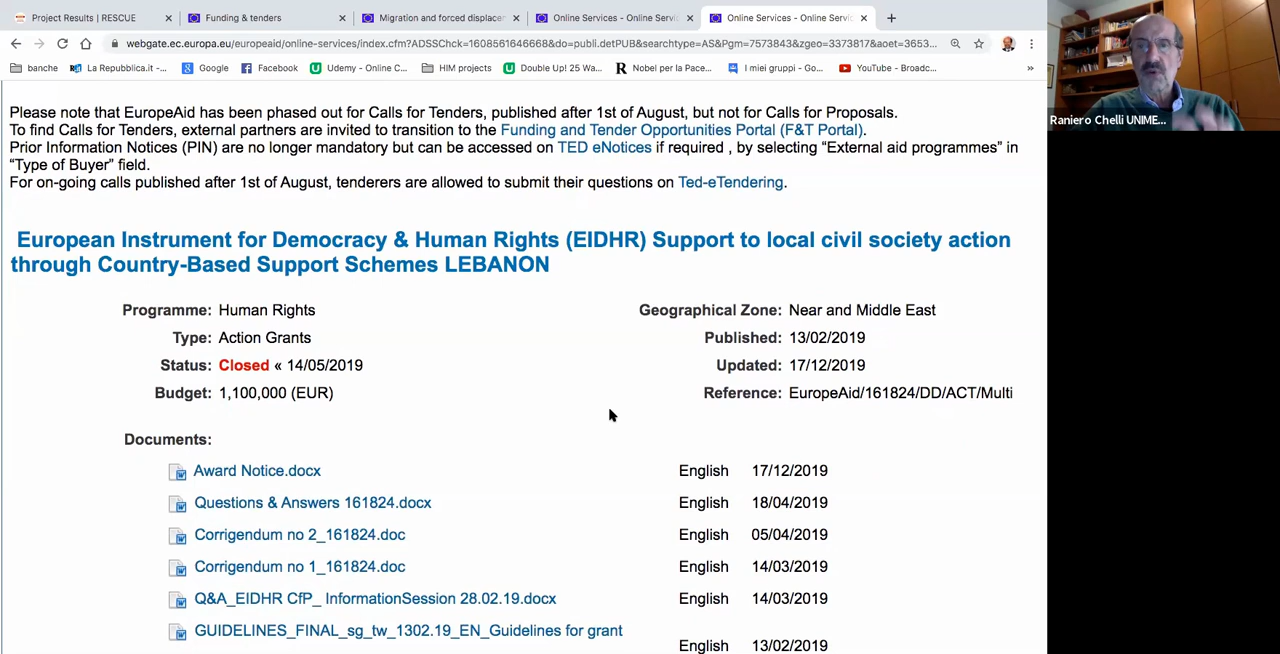 Project Results | RESCUE
Funding & tenders
Migration and forced displacem
Online Services - Online Servic
Online Services - Online Servic
webgate.ec.europa.eu/europeaid/online-services/index.cfm?ADSSChck=1608561646668&do=publi.detPUB&searchtype=AS&Pgm=7573843&zgeo=3373817&aoet=3653...
banche
La Repubblica.it -...
Google
Facebook
Udemy - Online C...
HIM projects
Double Up! 25 Wa...
Nobel per la Pace...
I miei gruppi - Go...
YouTube - Broadc...
»
Raniero Chelli UNIME...
Please note that EuropeAid has been phased out for Calls for Tenders, published after 1st of August, but not for Calls for Proposals.
To find Calls for Tenders, external partners are invited to transition to the Funding and Tender Opportunities Portal (F&T Portal).
Prior Information Notices (PIN) are no longer mandatory but can be accessed on TED eNotices if required , by selecting “External aid programmes” in
“Type of Buyer” field.
For on-going calls published after 1st of August, tenderers are allowed to submit their questions on Ted-eTendering.
European Instrument for Democracy & Human Rights (EIDHR) Support to local civil society action
through Country-Based Support Schemes LEBANON
Programme: Human Rights
Geographical Zone: Near and Middle East
Type: Action Grants
Published: 13/02/2019
Status: Closed « 14/05/2019
Updated: 17/12/2019
Budget: 1,100,000 (EUR)
Reference: EuropeAid/161824/DD/ACT/Multi
Documents:
Award Notice.docx English 17/12/2019
Questions & Answers 161824.docx English 18/04/2019
Corrigendum no 2_161824.doc English 05/04/2019
Corrigendum no 1_161824.doc English 14/03/2019
Q&A_EIDHR CfP_ InformationSession 28.02.19.docx English 14/03/2019
GUIDELINES_FINAL_sg_tw_1302.19_EN_Guidelines for grant
English 13/02/2019